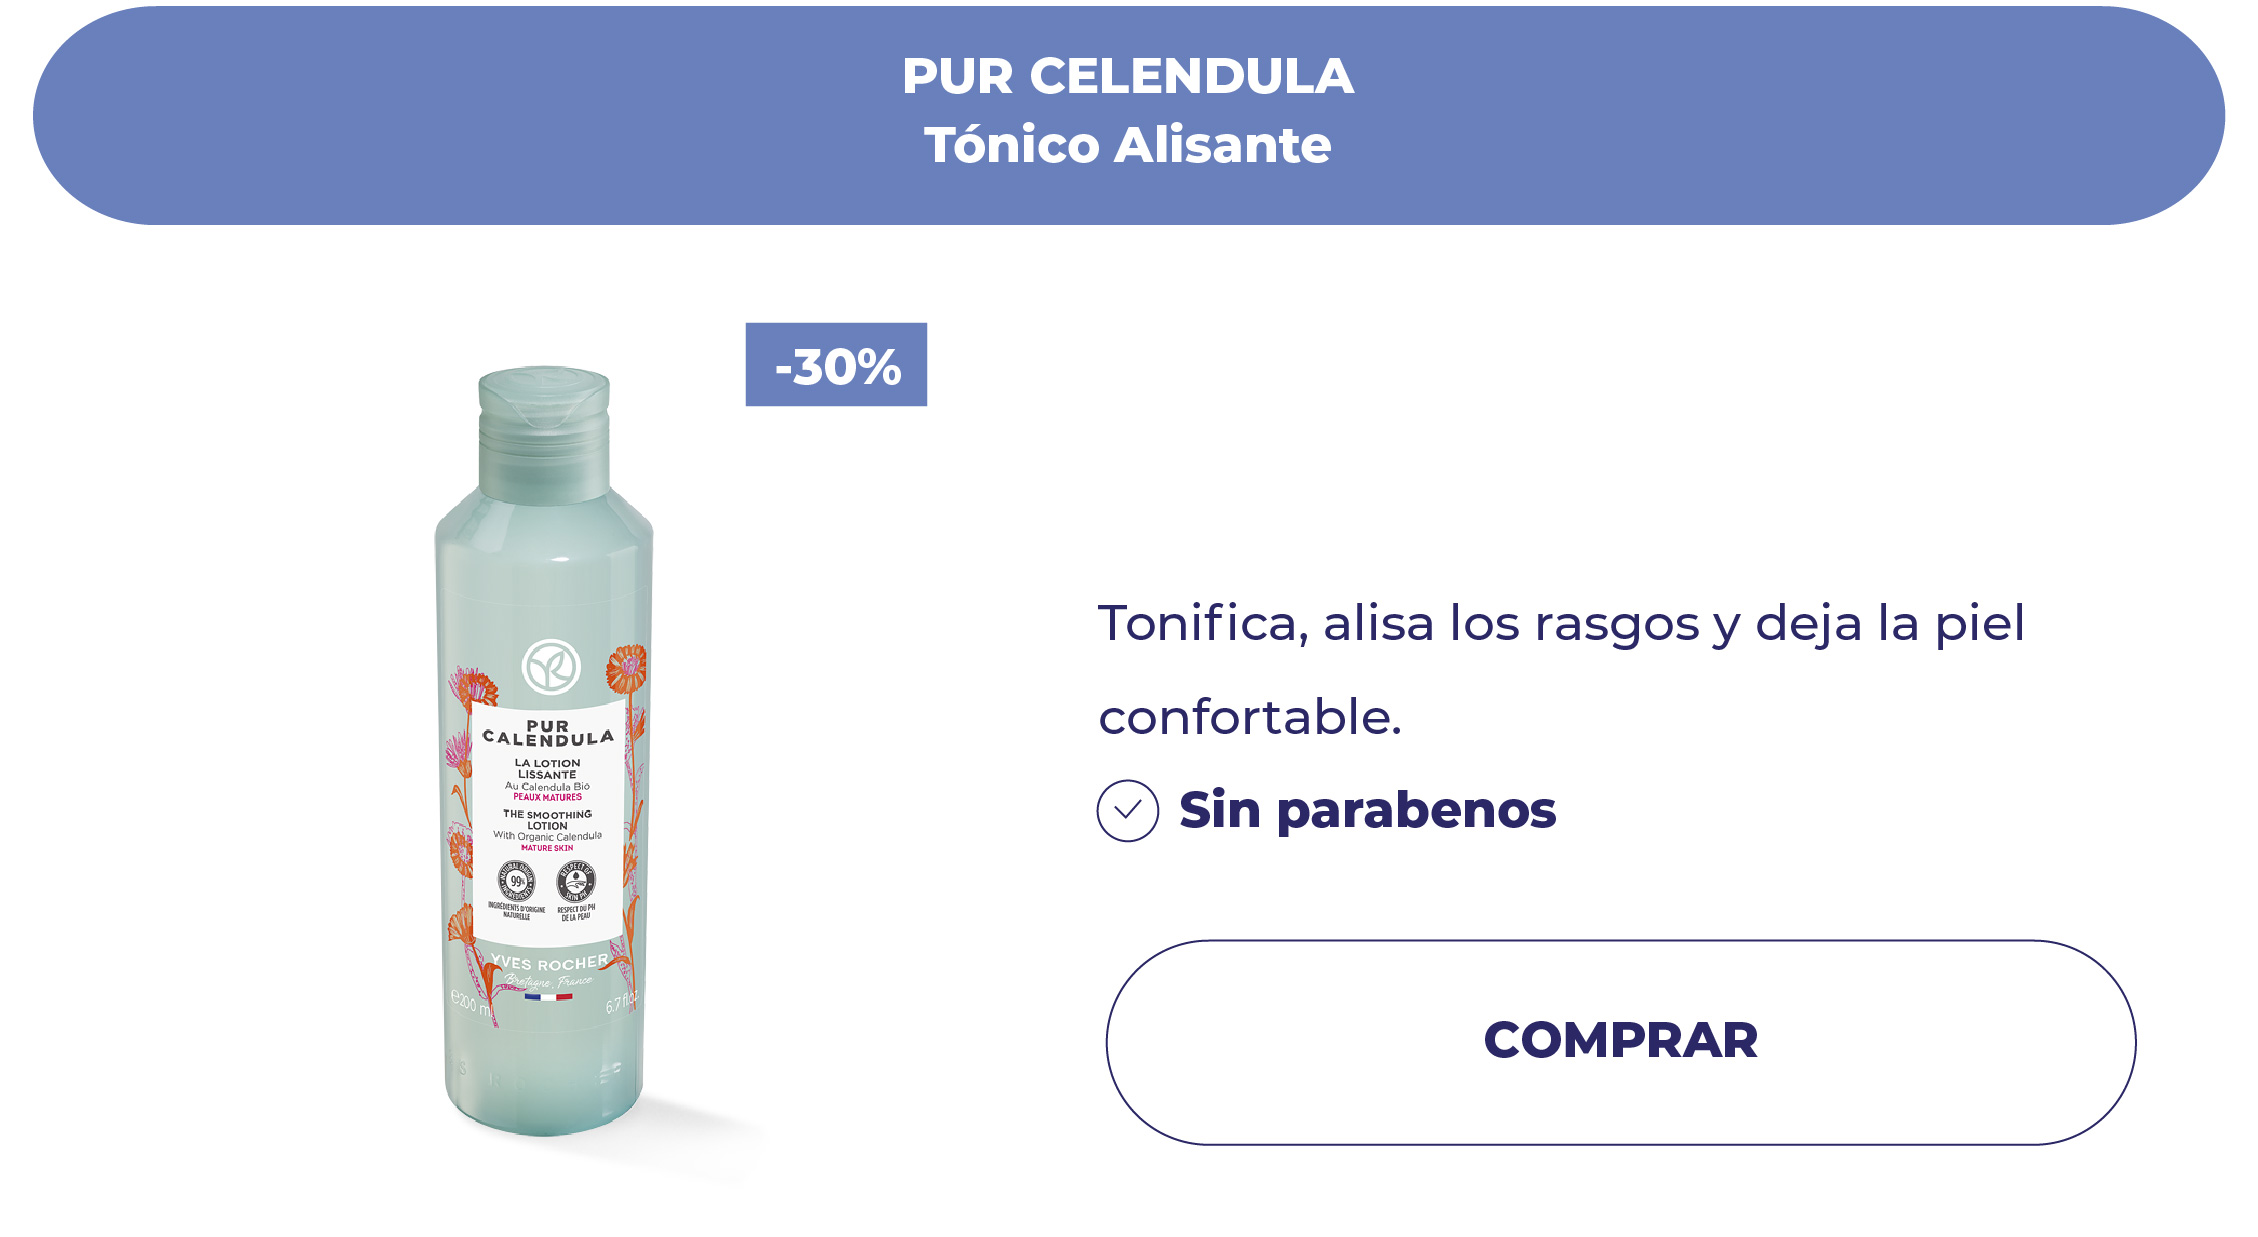 PUR CELENDULA
Tónico Alisante
-30%
PUR
CALENDULA
LA LOTION
LISSANTE
Au Calendulla Bio
PEAUX MATURES
THE SMOOTHING
LOTION
With Organic Calendula
MATURE SKIN
99%
INGRÉDIENTS D'ORIGINE
NATURELLE
RESPECT DU PH
DE LA PEAU
YVES ROCHER
Bretagne, France
℮200 ml
6.7 fl.oz.
Tonifica, alisa los rasgos y deja la piel
confortable.
Sin parabenos
COMPRAR